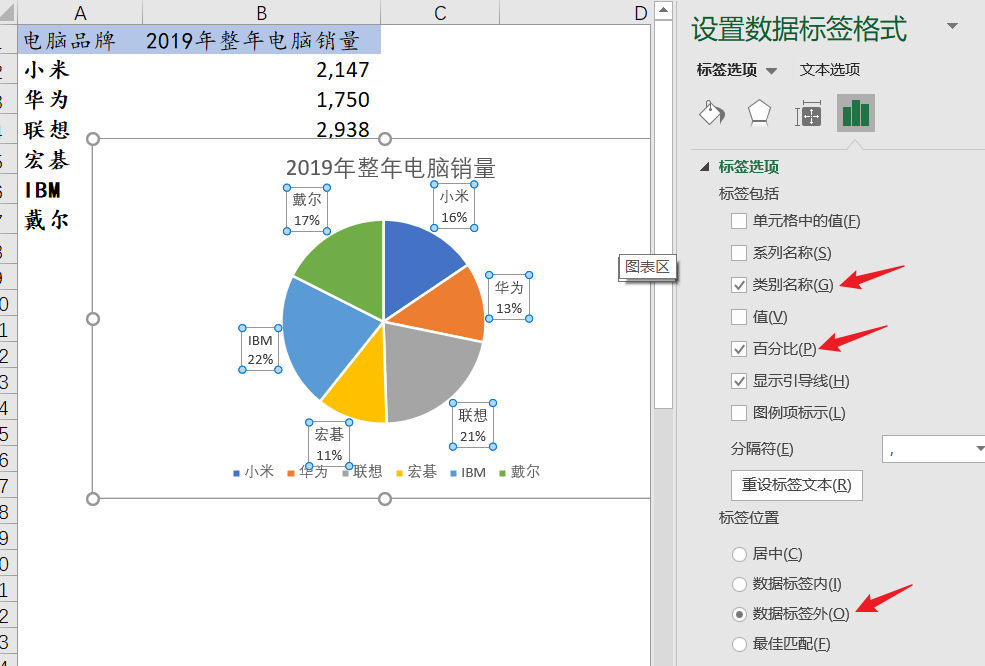 A B C D
电脑品牌 2019年整年电脑销量
小米 2,147
华为 1,750
联想 2,938
宏碁
IBM
戴尔
2019年整年电脑销量
戴尔
17%
小米
16%
华为
13%
IBM
22%
联想
21%
宏碁
11%
小米 华为 联想 宏碁 IBM 戴尔
图表区
设置数据标签格式
标签选项 文本选项
标签选项
标签包括
单元格中的值(F)
系列名称(S)
类别名称(G)
值(V)
百分比(P)
显示引导线(H)
图例项标示(L)
分隔符(E) ,
重设标签文本(R)
标签位置
居中(C)
数据标签内(I)
数据标签外(O)
最佳匹配(F)